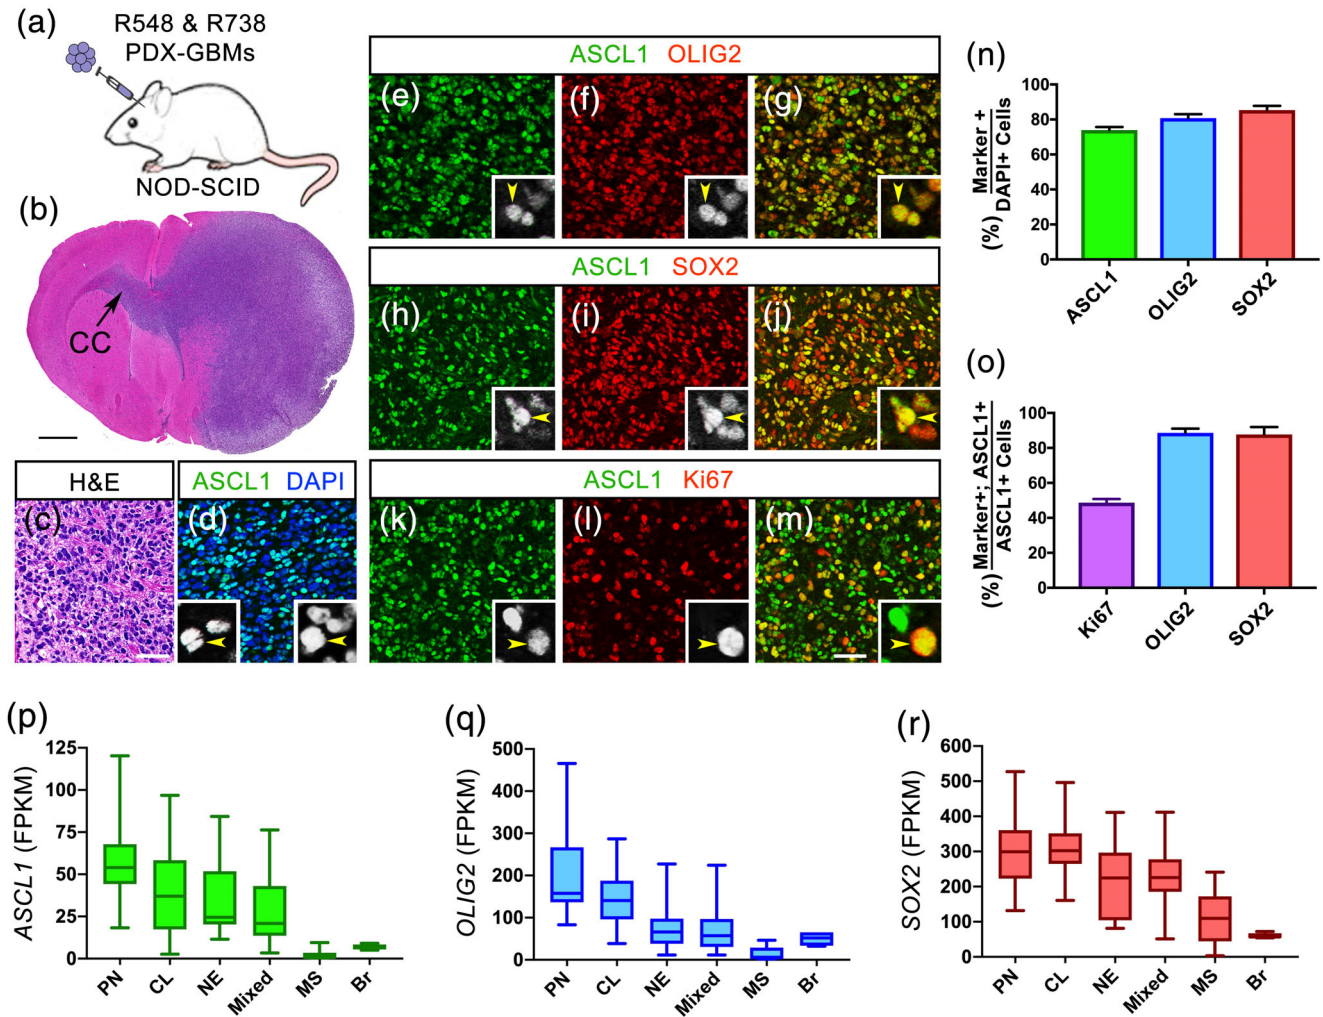 (a)
R548 & R738
PDX-GBMs
NOD-SCID
(b)
CC
H&E
(c)
ASCL1 DAPI
(d)
ASCL1 OLIG2
(e)
(f)
(g)
ASCL1 SOX2
(h)
(i)
(j)
ASCL1 Ki67
(k)
(l)
(m)
(n)
(%) Marker +
DAPI+ Cells
100
80
60
40
20
0
ASCL1
OLIG2
SOX2
(o)
(%) Marker+; ASCL1+
ASCL1+ Cells
100
80
60
40
20
0
Ki67
OLIG2
SOX2
(p)
ASCL1 (FPKM)
125
100
75
50
25
0
PN
CL
NE
Mixed
MS
Br
(q)
OLIG2 (FPKM)
500
400
300
200
100
0
PN
CL
NE
Mixed
MS
Br
(r)
SOX2 (FPKM)
600
500
400
300
200
100
0
PN
CL
NE
Mixed
MS
Br